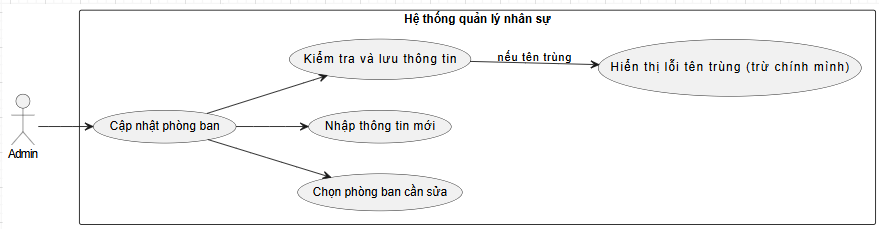 Hệ thống quản lý nhân sự
Kiểm tra và lưu thông tin
nếu tên trùng
Hiển thị lỗi tên trùng (trừ chính mình)
Admin
Cập nhật phòng ban
Nhập thông tin mới
Chọn phòng ban cần sửa